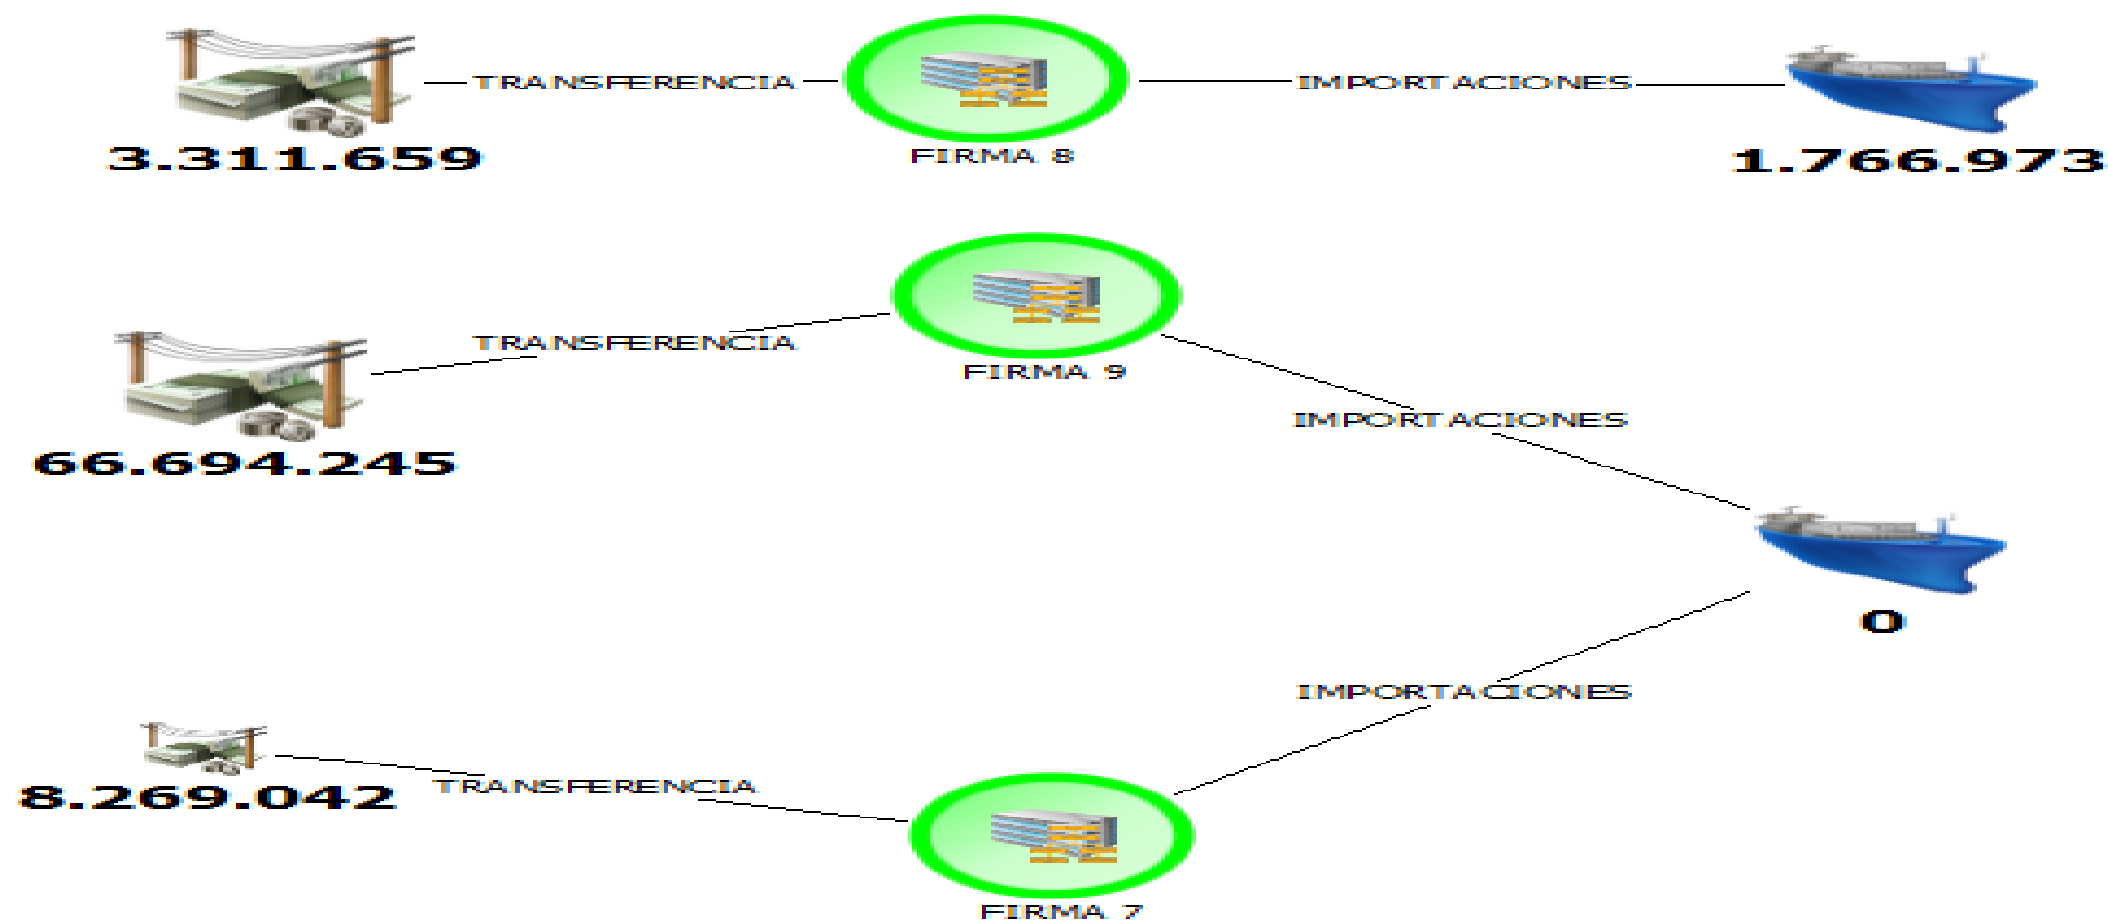 TRANSFERENCIA
IMPORTACIONES
FIRMA 8
3.311.659
1.766.973
TRANSFERENCIA
FIRMA 9
IMPORTACIONES
66.694.245
0
IMPORTACIONES
TRANSFERENCIA
8.269.042
FIRMA 7